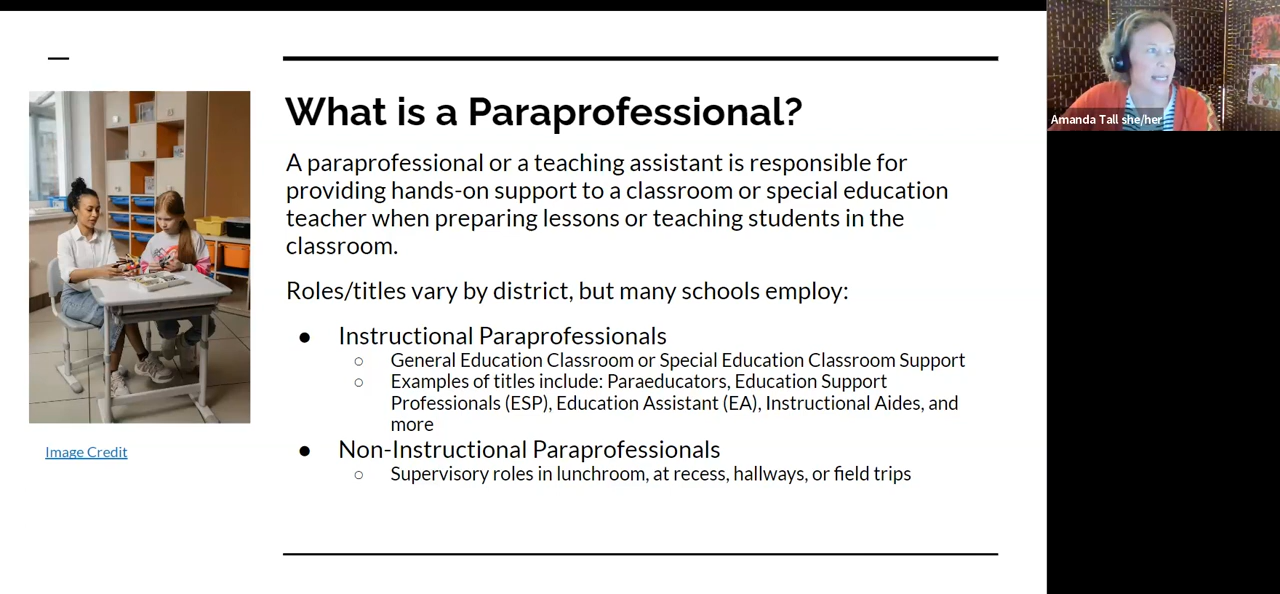 What is a Paraprofessional?
A paraprofessional or a teaching assistant is responsible for
providing hands-on support to a classroom or special education
teacher when preparing lessons or teaching students in the
classroom.
Roles/titles vary by district, but many schools employ:
● Instructional Paraprofessionals
○ General Education Classroom or Special Education Classroom Support
○ Examples of titles include: Paraeducators, Education Support
Professionals (ESP), Education Assistant (EA), Instructional Aides, and
more
● Non-Instructional Paraprofessionals
○ Supervisory roles in lunchroom, at recess, hallways, or field trips
Image Credit
Amanda Tall she/her